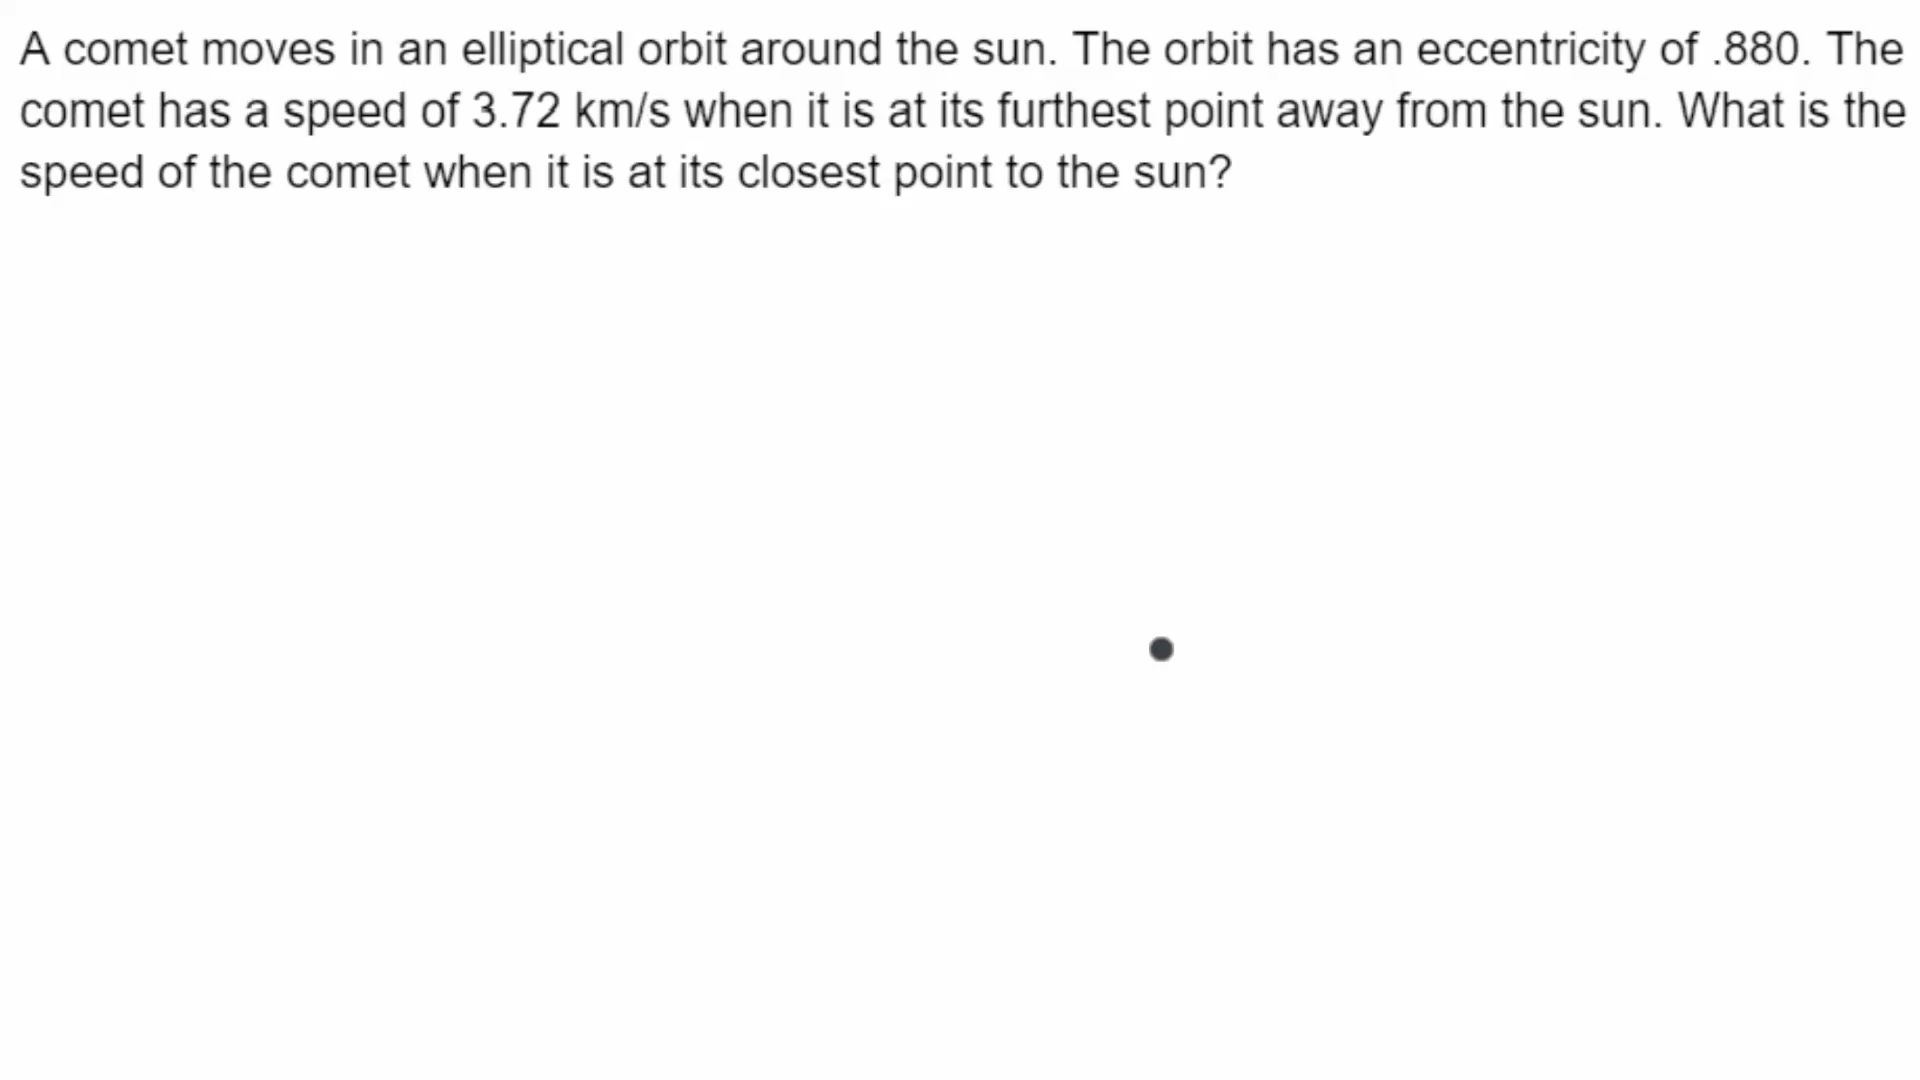 A comet moves in an elliptical orbit around the sun. The orbit has an eccentricity of .880. The
comet has a speed of 3.72 km/s when it is at its furthest point away from the sun. What is the
speed of the comet when it is at its closest point to the sun?